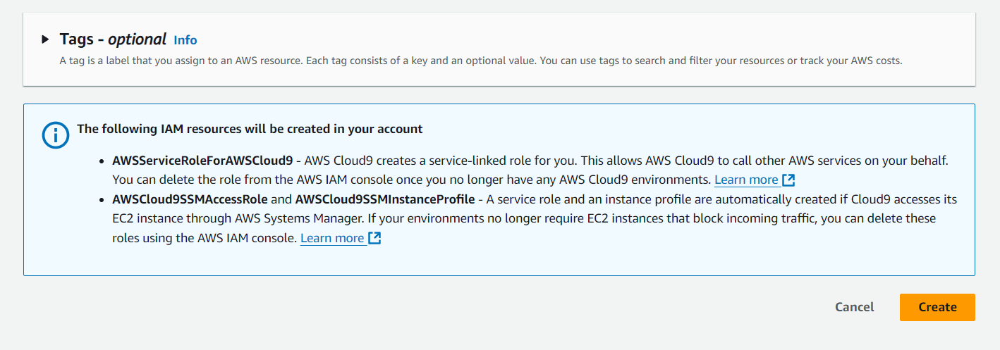 Tags - optional Info
A tag is a label that you assign to an AWS resource. Each tag consists of a key and an optional value. You can use tags to search and filter your resources or track your AWS costs.
The following IAM resources will be created in your account
• AWSServiceRoleForAWSCloud9 - AWS Cloud9 creates a service-linked role for you. This allows AWS Cloud9 to call other AWS services on your behalf.
You can delete the role from the AWS IAM console once you no longer have any AWS Cloud9 environments. Learn more
• AWSCloud9SSMAccessRole and AWSCloud9SSMInstanceProfile - A service role and an instance profile are automatically created if Cloud9 accesses its
EC2 instance through AWS Systems Manager. If your environments no longer require EC2 instances that block incoming traffic, you can delete these
roles using the AWS IAM console. Learn more
Cancel Create